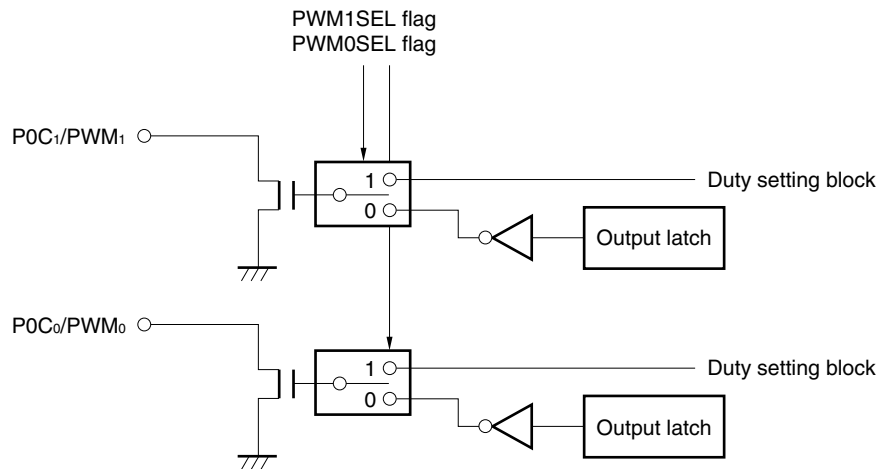 PWM1SEL flag
PWM0SEL flag
P0C₁/PWM₁
1
Duty setting block
0
Output latch
P0C₀/PWM₀
1
Duty setting block
0
Output latch